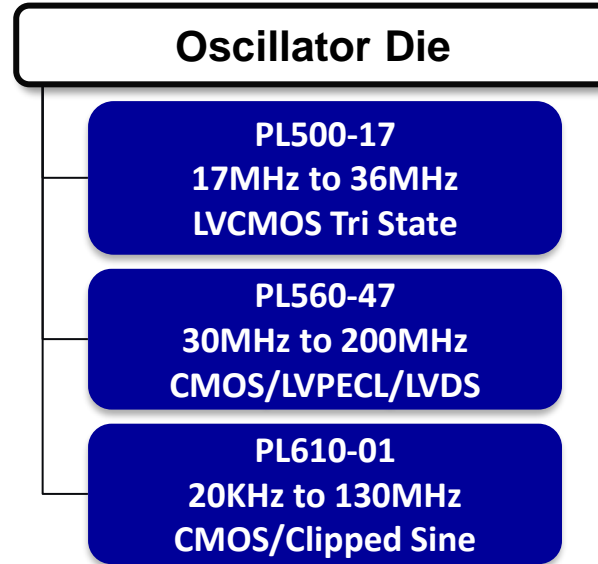 Oscillator Die
PL500-17
17MHz to 36MHz
LVCMOS Tri State
PL560-47
30MHz to 200MHz
CMOS/LVPECL/LVDS
PL610-01
20KHz to 130MHz
CMOS/Clipped Sine